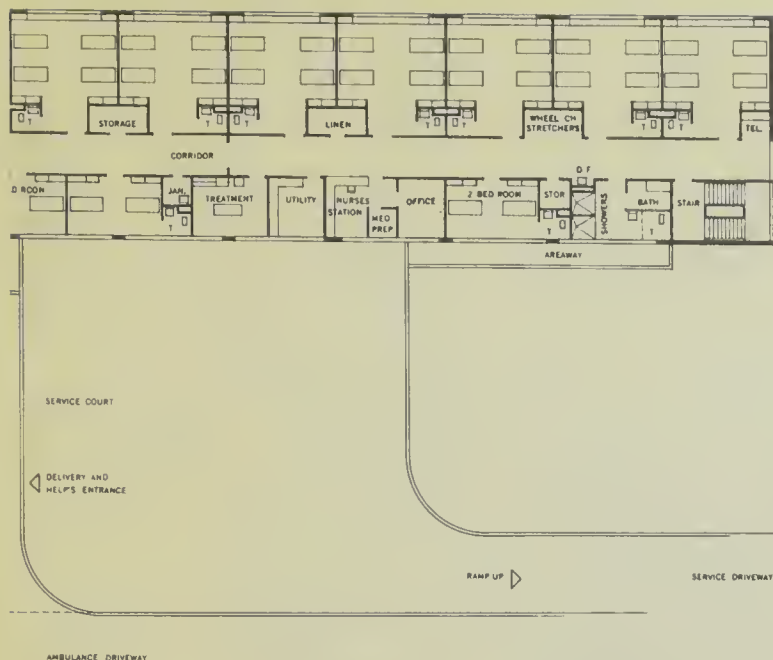 T
STORAGE
T
T
LINEN
T
T
WHEEL CH
STRETCHERS
T
T
TEL.
CORRIDOR
D F
D ROOM
JAN.
T
TREATMENT
UTILITY
NURSES
STATION
MED
PREP
OFFICE
2 BED ROOM
STOR
T
SHOWERS
BATH
T
STAIR
AREAWAY
SERVICE COURT
DELIVERY AND
HELP'S ENTRANCE
RAMP UP
SERVICE DRIVEWAY
AMBULANCE DRIVEWAY